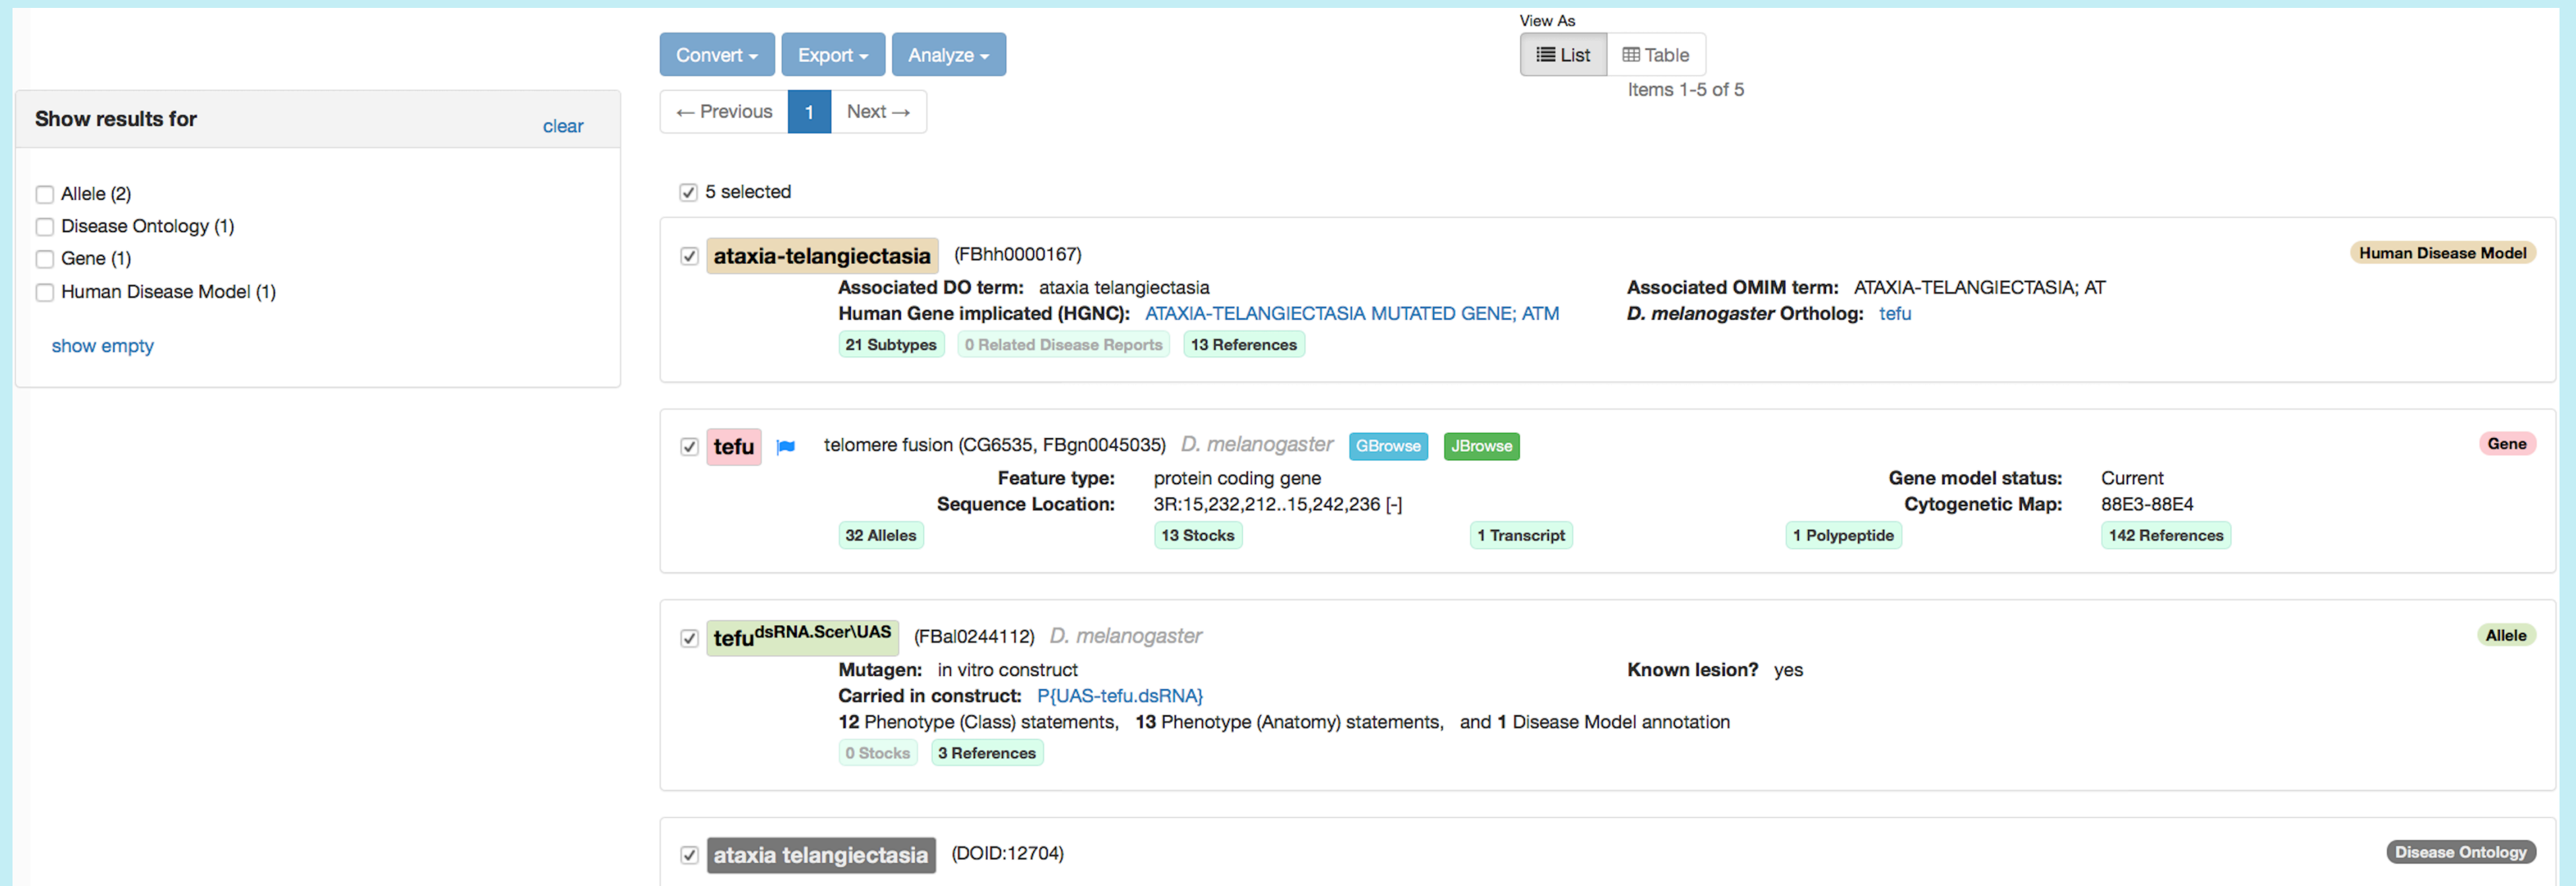 View As
Convert Export Analyze
List Table
Items 1-5 of 5
← Previous 1 Next →
Show results for
clear
Allele (2)
Disease Ontology (1)
Gene (1)
Human Disease Model (1)
show empty
5 selected
ataxia-telangiectasia (FBhh0000167) Human Disease Model
Associated DO term: ataxia telangiectasia Associated OMIM term: ATAXIA-TELANGIECTASIA; AT
Human Gene implicated (HGNC): ATAXIA-TELANGIECTASIA MUTATED GENE; ATM D. melanogaster Ortholog: tefu
21 Subtypes 0 Related Disease Reports 13 References
tefu telomere fusion (CG6535, FBgn0045035) D. melanogaster GBrowse JBrowse Gene
Feature type: protein coding gene Gene model status: Current
Sequence Location: 3R:15,232,212..15,242,236 [-] Cytogenetic Map: 88E3-88E4
32 Alleles 13 Stocks 1 Transcript 1 Polypeptide 142 References
tefudsRNA.Scer\UAS (FBal0244112) D. melanogaster Allele
Mutagen: in vitro construct Known lesion? yes
Carried in construct: P{UAS-tefu.dsRNA}
12 Phenotype (Class) statements, 13 Phenotype (Anatomy) statements, and 1 Disease Model annotation
0 Stocks 3 References
ataxia telangiectasia (DOID:12704) Disease Ontology